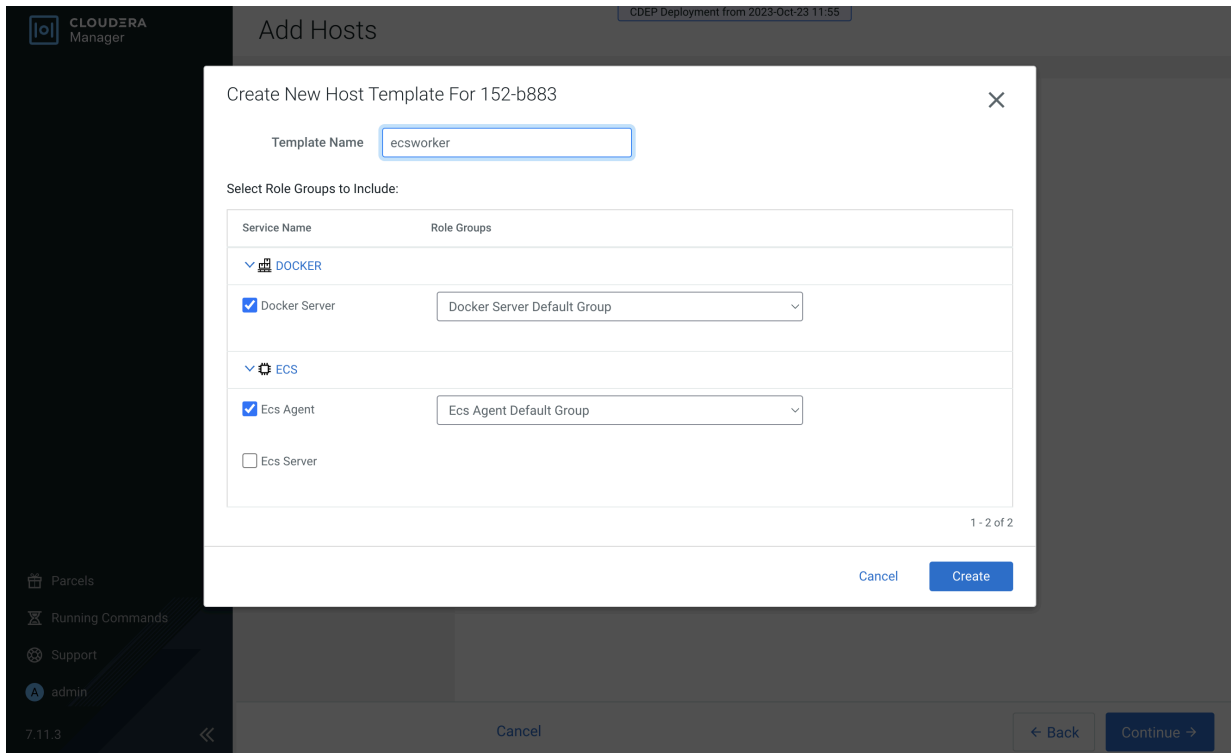 CLOUDERA
Manager
Add Hosts
CDEP Deployment from 2023-Oct-23 11:55
Create New Host Template For 152-b883
Template Name ecsworker
Select Role Groups to Include:
Service Name Role Groups
DOCKER
Docker Server Docker Server Default Group
ECS
Ecs Agent Ecs Agent Default Group
Ecs Server
1 - 2 of 2
Cancel Create
Parcels
Running Commands
Support
A admin
7.11.3
Cancel
← Back Continue →